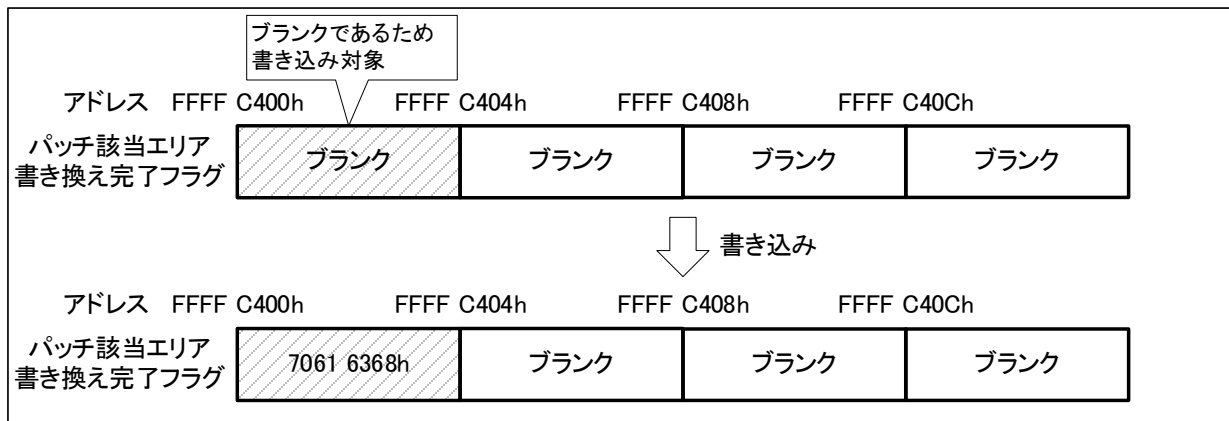 ブランクであるため
書き込み対象
アドレス FFFF C400h FFFF C404h FFFF C408h FFFF C40Ch
パッチ該当エリア
書き換え完了フラグ
ブランク ブランク ブランク ブランク
書き込み
アドレス FFFF C400h FFFF C404h FFFF C408h FFFF C40Ch
パッチ該当エリア
書き換え完了フラグ
7061 6368h ブランク ブランク ブランク